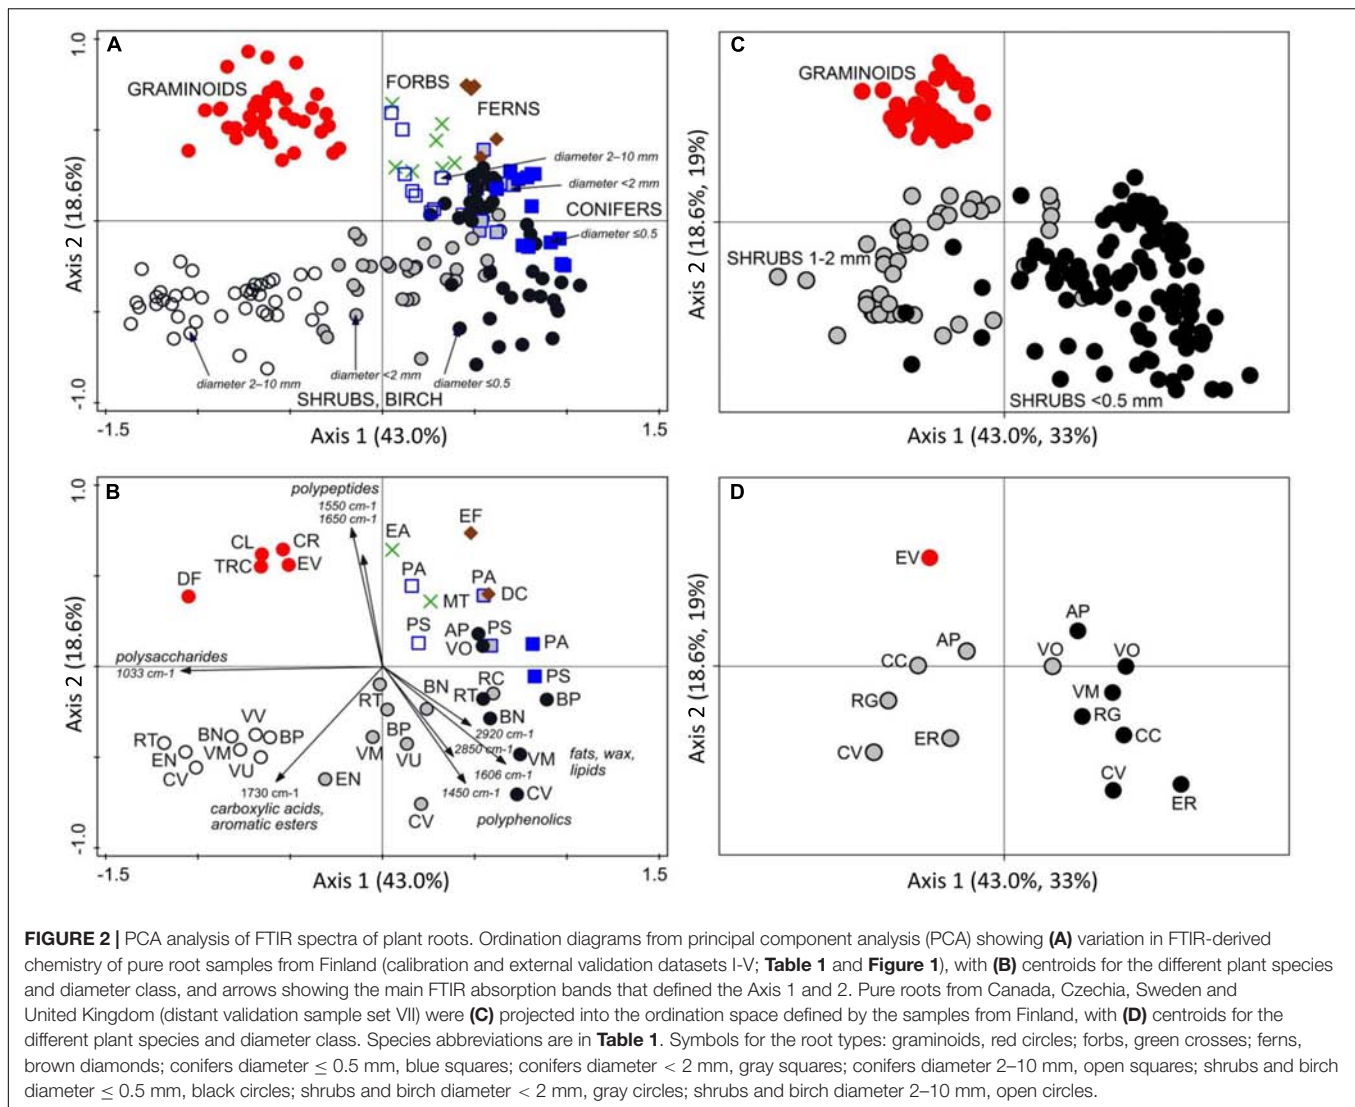 A
1.0
GRAMINOIDS
FORBS
FERNS
diameter 2–10 mm
diameter <2 mm
CONIFERS
diameter ≤0.5
Axis 2 (18.6%)
diameter 2–10 mm
diameter <2 mm
diameter ≤0.5
SHRUBS, BIRCH
-1.0
-1.5
Axis 1 (43.0%)
1.5
C
GRAMINOIDS
SHRUBS 1-2 mm
SHRUBS <0.5 mm
Axis 2 (18.6%, 19%)
Axis 1 (43.0%, 33%)
B
1.0
polypeptides
1550 cm-1
1650 cm-1
EF
EA
CL
CR
TRC
EV
DF
PA
PA
DC
MT
PS
AP
PS
VO
PA
polysaccharides
1033 cm-1
PS
RC
BN
RT
RT
BP
BN
VV
BN
BP
RT
VM
EN
VU
CV
BP
VM
VU
2920 cm-1
2850 cm-1
VM
fats, wax,
lipids
1606 cm-1
EN
1730 cm-1
1450 cm-1
CV
carboxylic acids,
aromatic esters
CV
polyphenolics
Axis 2 (18.6%)
-1.0
-1.5
Axis 1 (43.0%)
1.5
D
EV
AP
AP
VO
VO
CC
VM
RG
RG
CC
ER
CV
CV
ER
Axis 2 (18.6%, 19%)
Axis 1 (43.0%, 33%)
FIGURE 2 | PCA analysis of FTIR spectra of plant roots. Ordination diagrams from principal component analysis (PCA) showing (A) variation in FTIR-derived
chemistry of pure root samples from Finland (calibration and external validation datasets I-V; Table 1 and Figure 1), with (B) centroids for the different plant species
and diameter class, and arrows showing the main FTIR absorption bands that defined the Axis 1 and 2. Pure roots from Canada, Czechia, Sweden and
United Kingdom (distant validation sample set VII) were (C) projected into the ordination space defined by the samples from Finland, with (D) centroids for the
different plant species and diameter class. Species abbreviations are in Table 1. Symbols for the root types: graminoids, red circles; forbs, green crosses; ferns,
brown diamonds; conifers diameter ≤ 0.5 mm, blue squares; conifers diameter < 2 mm, gray squares; conifers diameter 2–10 mm, open squares; shrubs and birch
diameter ≤ 0.5 mm, black circles; shrubs and birch diameter < 2 mm, gray circles; shrubs and birch diameter 2–10 mm, open circles.